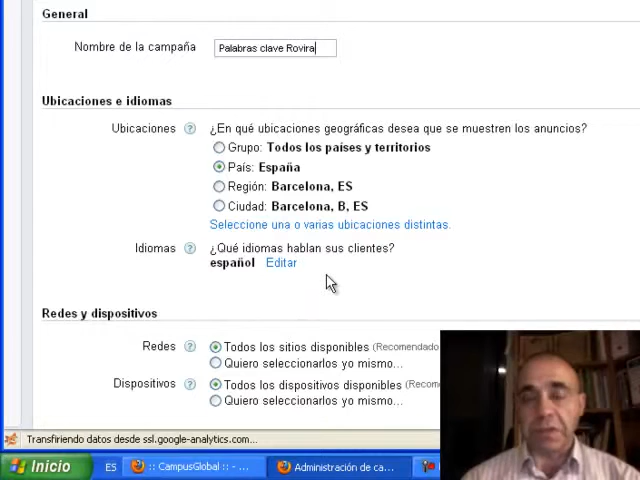 General
Nombre de la campaña Palabras clave Rovira
Ubicaciones e idiomas
Ubicaciones ? ¿En qué ubicaciones geográficas desea que se muestren los anuncios?
Grupo: Todos los países y territorios
País: España
Región: Barcelona, ES
Ciudad: Barcelona, B, ES
Seleccione una o varias ubicaciones distintas.
Idiomas ? ¿Qué idiomas hablan sus clientes?
español Editar
Redes y dispositivos
Redes ? Todos los sitios disponibles (Recomendado
Quiero seleccionarlos yo mismo...
Dispositivos ? Todos los dispositivos disponibles (Recom
Quiero seleccionarlos yo mismo...
Transfiriendo datos desde ssl.google-analytics.com...
Inicio ES :: CampusGlobal :: - ... Administración de ca...